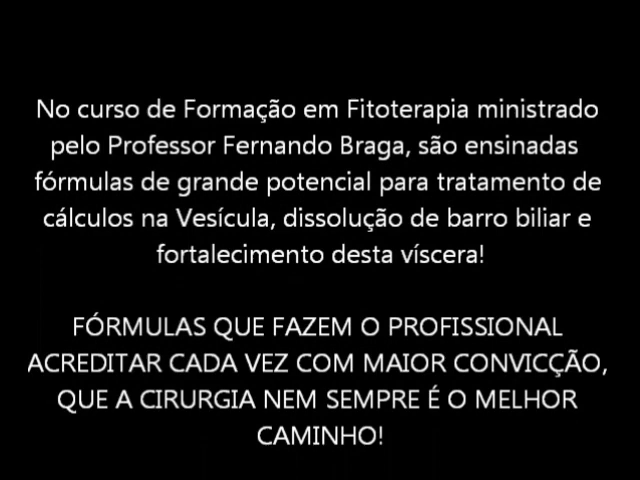 No curso de Formação em Fitoterapia ministrado
pelo Professor Fernando Braga, são ensinadas
fórmulas de grande potencial para tratamento de
cálculos na Vesícula, dissolução de barro biliar e
fortalecimento desta víscera!
FÓRMULAS QUE FAZEM O PROFISSIONAL
ACREDITAR CADA VEZ COM MAIOR CONVICÇÃO,
QUE A CIRURGIA NEM SEMPRE É O MELHOR
CAMINHO!